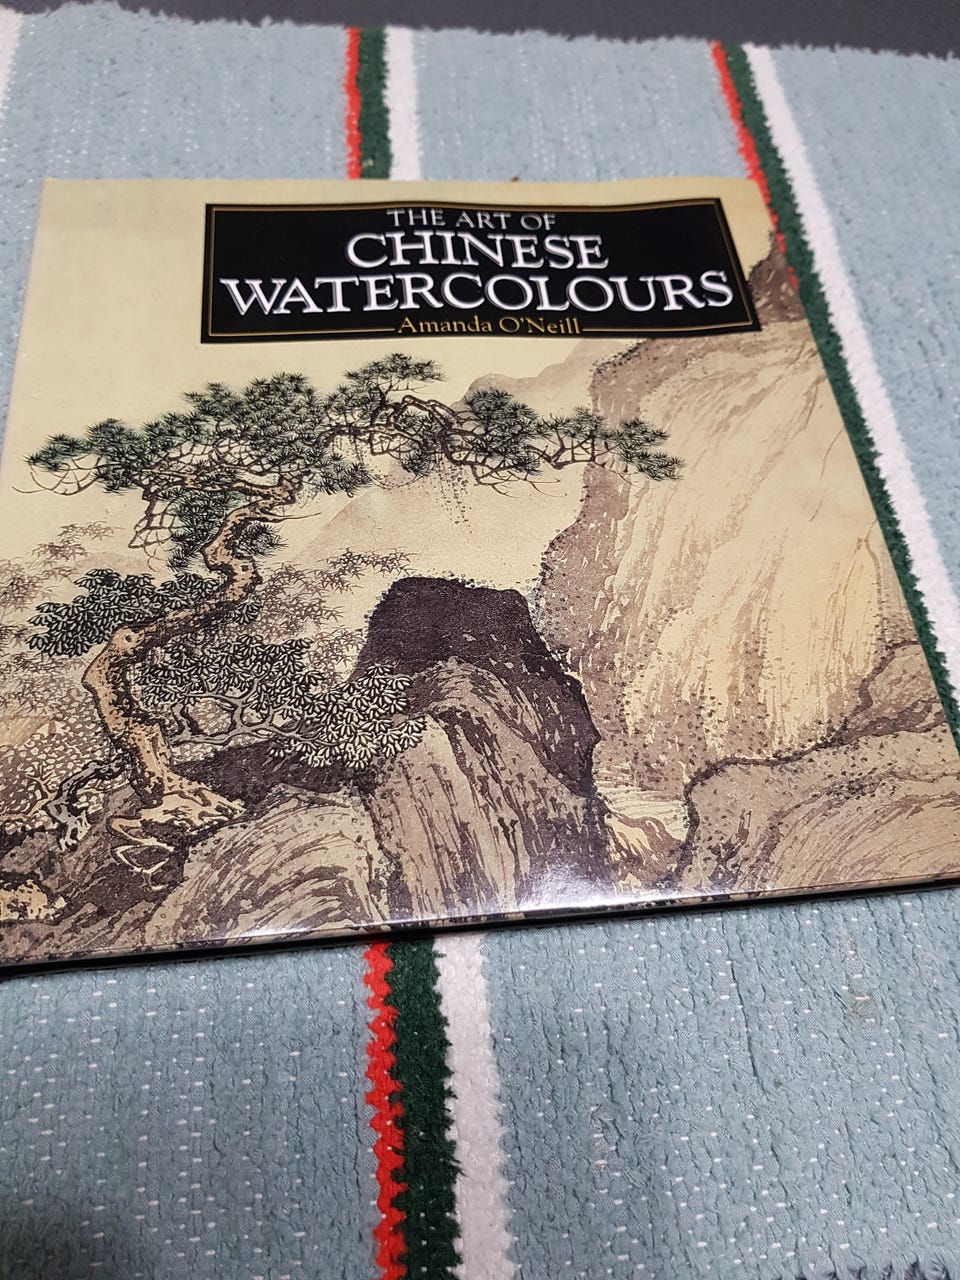 THE ART OF
CHINESE
WATERCOLOURS
Amanda O'Neill